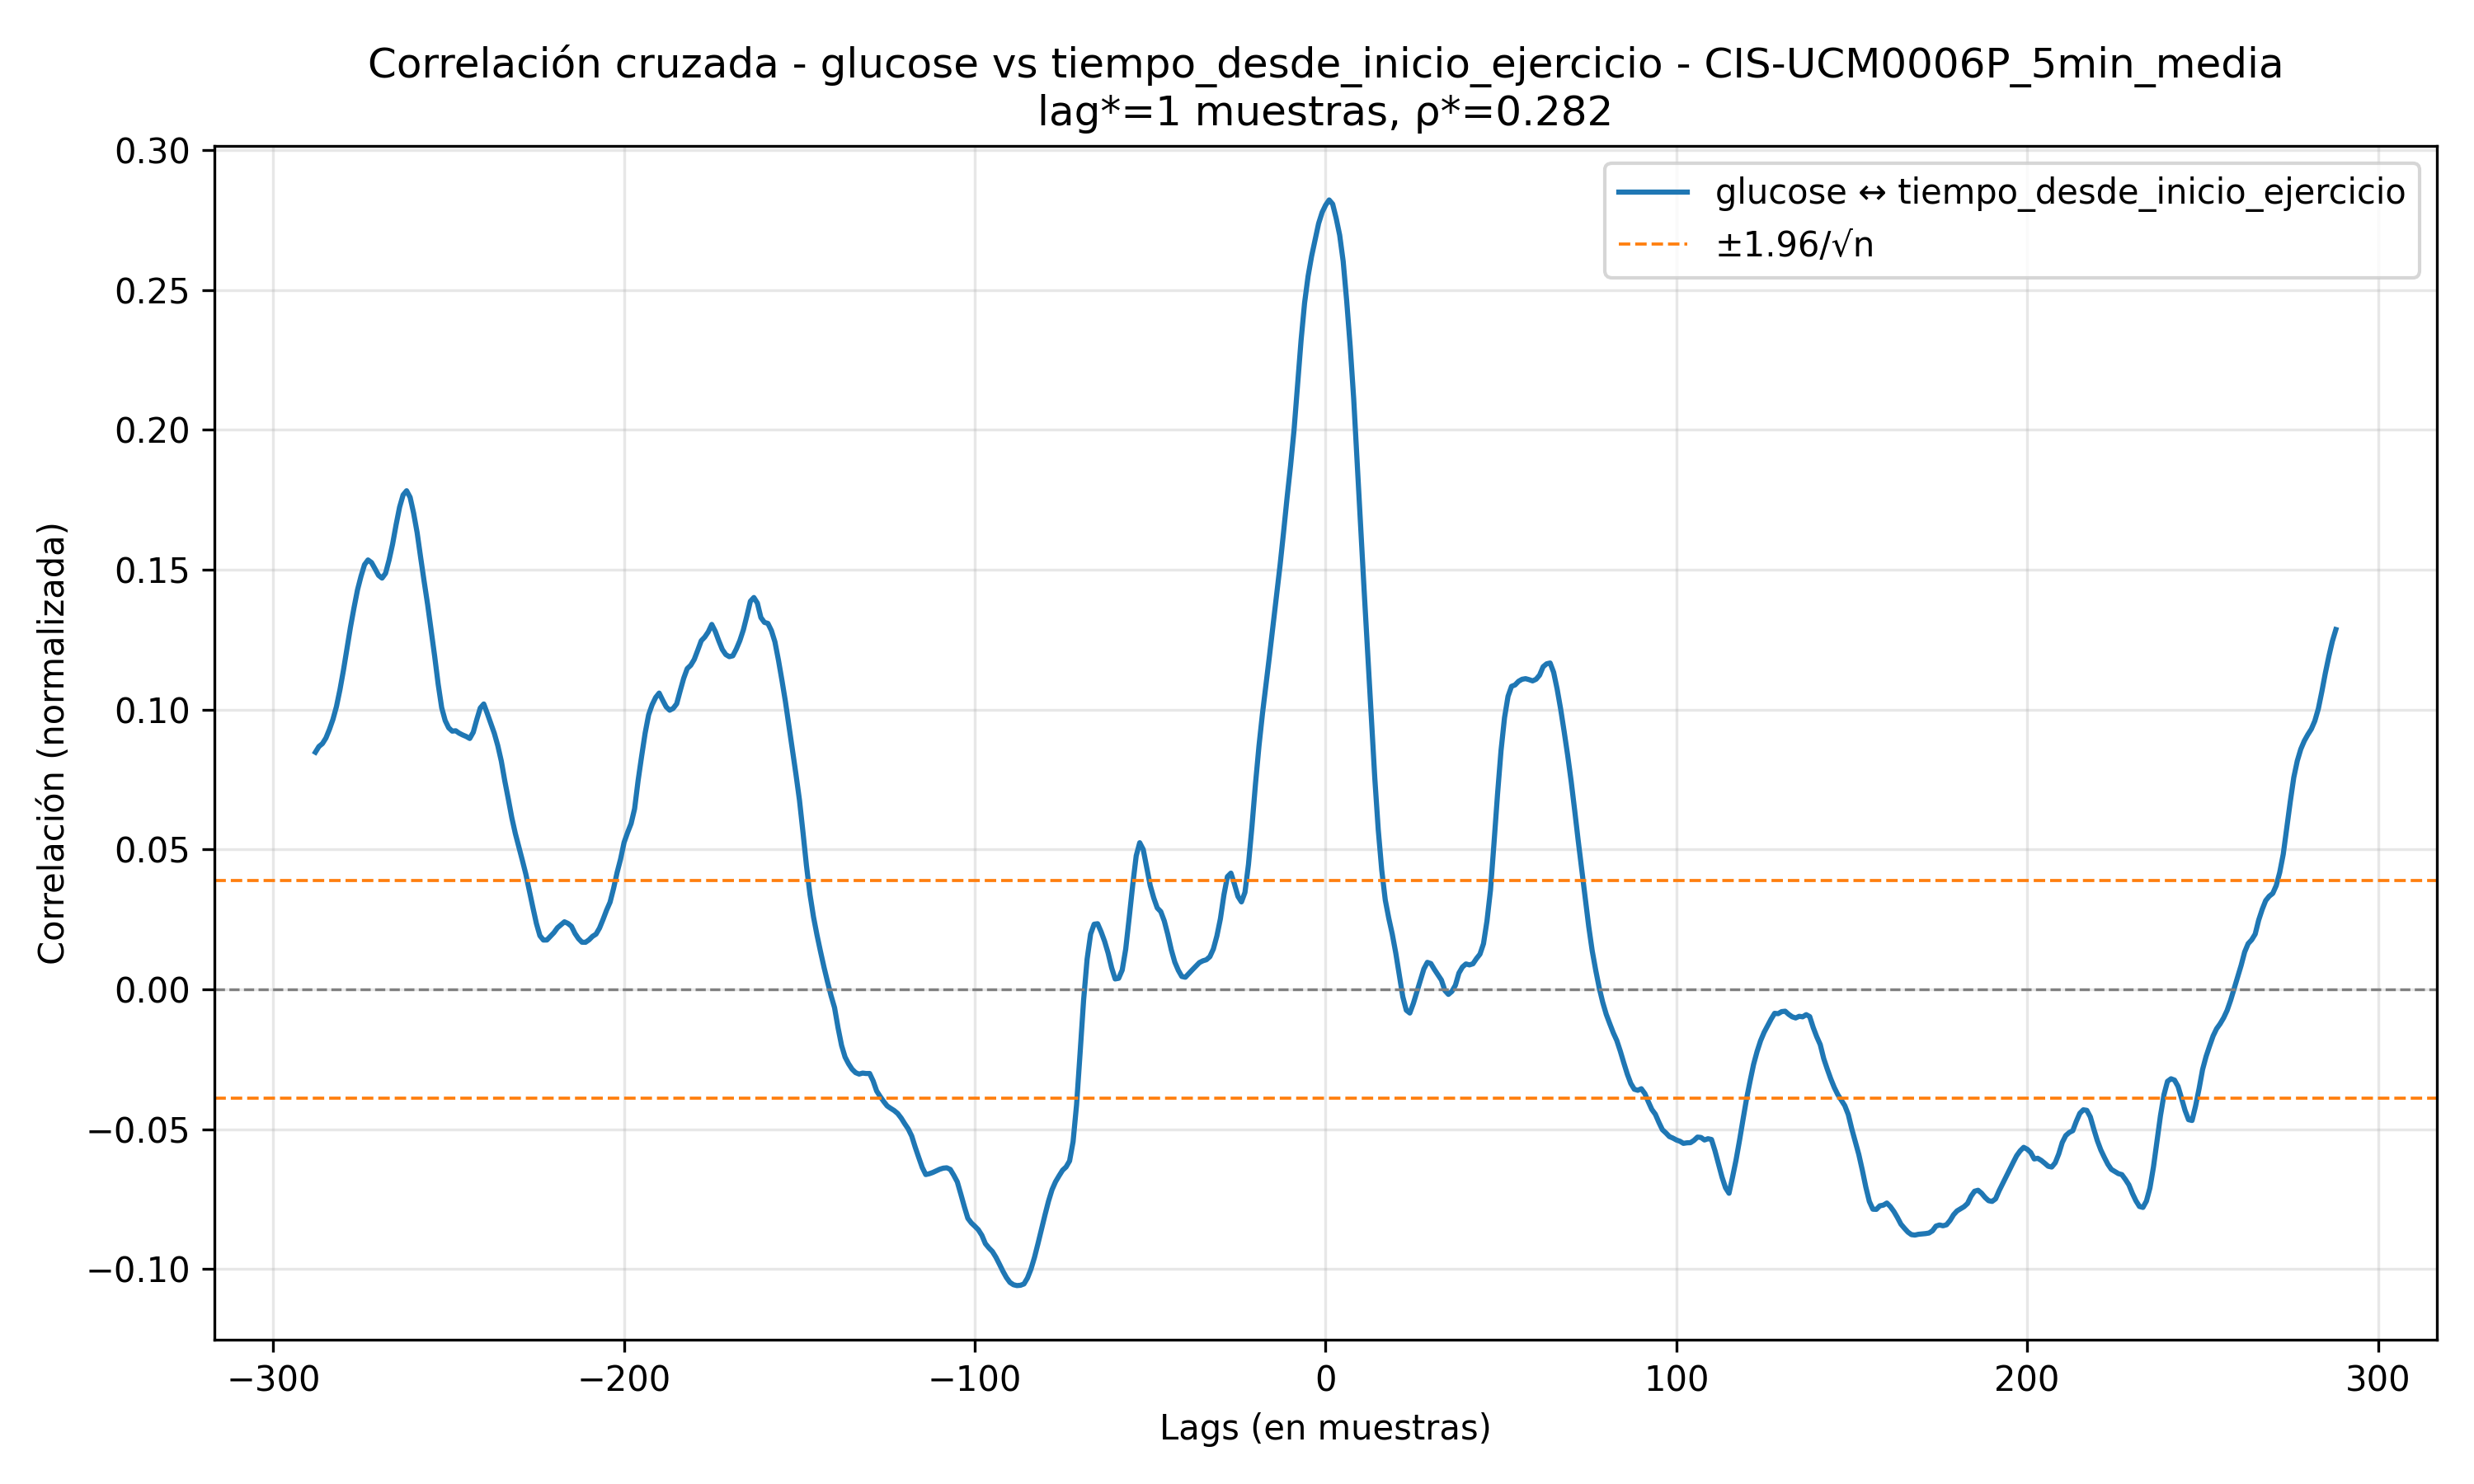 Correlación cruzada - glucose vs tiempo_desde_inicio_ejercicio - CIS-UCM0006P_5min_media
lag*=1 muestras, ρ*=0.282
glucose ↔ tiempo_desde_inicio_ejercicio
±1.96/√n
Correlación (normalizada)
0.30
0.25
0.20
0.15
0.10
0.05
0.00
−0.05
−0.10
−300
−200
−100
0
100
200
300
Lags (en muestras)